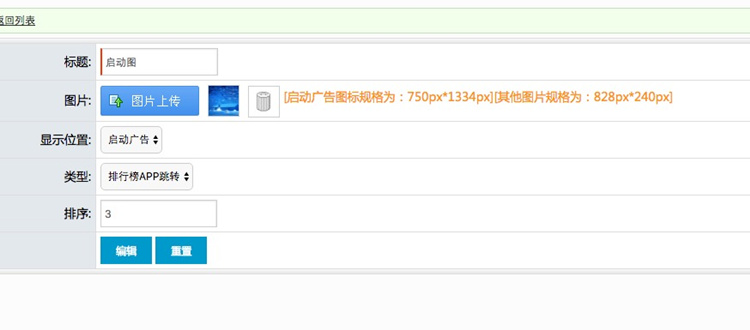 返回列表
标题: 启动图
图片: 图片上传 [启动广告图标规格为：750px*1334px][其他图片规格为：828px*240px]
显示位置: 启动广告
类型: 排行榜APP跳转
排序: 3
编辑 重置